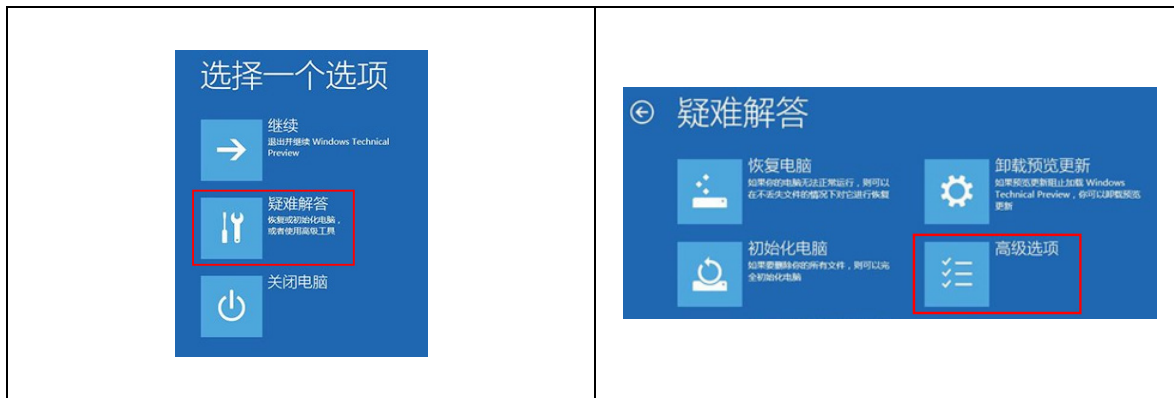 选择一个选项
继续
退出并继续 Windows Technical
Preview
疑难解答
恢复或初始化电脑，
或者使用高级工具
关闭电脑
疑难解答
恢复电脑
如果你的电脑无法正常运行，则可以
在不丢失文件的情况下对它进行恢复
卸载预览更新
如果预览更新阻止加载 Windows
Technical Preview，你可以卸载预览
更新
初始化电脑
如果要删除你的所有文件，则可以完
全初始化电脑
高级选项